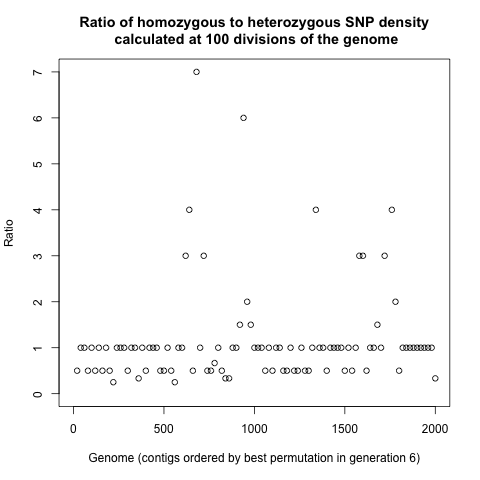 Ratio of homozygous to heterozygous SNP density
calculated at 100 divisions of the genome
7
6
5
4
3
2
1
0
Ratio
0 500 1000 1500 2000
Genome (contigs ordered by best permutation in generation 6)